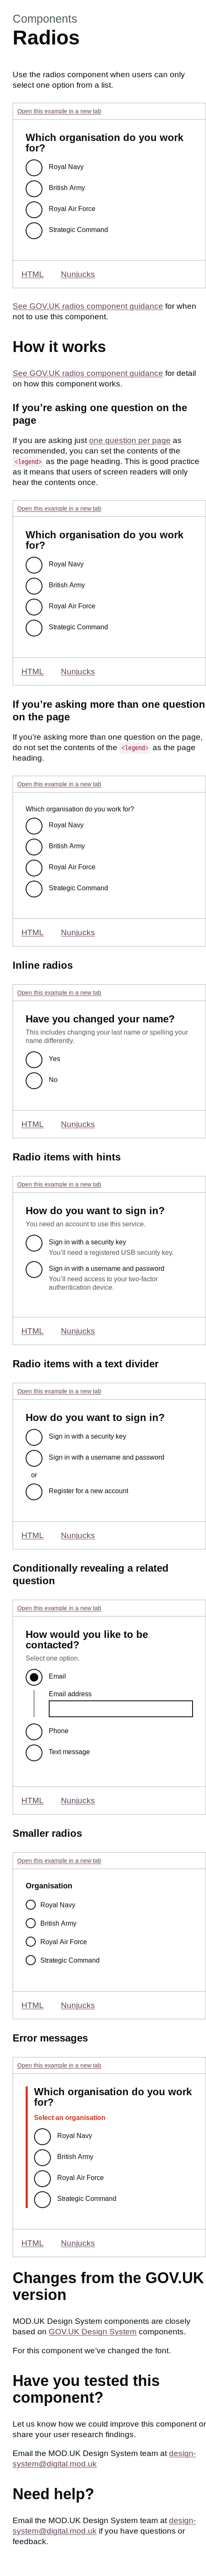 Components
Radios
Use the radios component when users can only
select one option from a list.
Open this example in a new tab
Which organisation do you work
for?
Royal Navy
British Army
Royal Air Force
Strategic Command
HTML Nunjucks
See GOV.UK radios component guidance for when
not to use this component.
How it works
See GOV.UK radios component guidance for detail
on how this component works.
If you're asking one question on the
page
If you're asking just one question per page as
recommended, you can set the contents of the
<legend> as the page heading. This is good practice
as it means that users of screen readers will only
hear the contents once.
Open this example in a new tab
Which organisation do you work
for?
Royal Navy
British Army
Royal Air Force
Strategic Command
HTML Nunjucks
If you're asking more than one question
on the page
If you're asking more than one question on the page,
do not set the contents of the <legend> as the page
heading.
Open this example in a new tab
Which organisation do you work for?
Royal Navy
British Army
Royal Air Force
Strategic Command
HTML Nunjucks
Inline radios
Open this example in a new tab
Have you changed your name?
This includes changing your last name or spelling your
name differently.
Yes
No
HTML Nunjucks
Radio items with hints
Open this example in a new tab
How do you want to sign in?
You need an account to use this service.
Sign in with a security key
You'll need a registered USB security key.
Sign in with a username and password
You'll need access to your two-factor
authentication device.
HTML Nunjucks
Radio items with a text divider
Open this example in a new tab
How do you want to sign in?
Sign in with a security key
Sign in with a username and password
or
Register for a new account
HTML Nunjucks
Conditionally revealing a related
question
Open this example in a new tab
How would you like to be
contacted?
Select one option.
Email
Email address
Phone
Text message
HTML Nunjucks
Smaller radios
Open this example in a new tab
Organisation
Royal Navy
British Army
Royal Air Force
Strategic Command
HTML Nunjucks
Error messages
Open this example in a new tab
Which organisation do you work
for?
Select an organisation
Royal Navy
British Army
Royal Air Force
Strategic Command
HTML Nunjucks
Changes from the GOV.UK
version
MOD.UK Design System components are closely
based on GOV.UK Design System components.
For this component we've changed the font.
Have you tested this
component?
Let us know how we could improve this component or
share your user research findings.
Email the MOD.UK Design System team at design-
system@digital.mod.uk
Need help?
Email the MOD.UK Design System team at design-
system@digital.mod.uk if you have questions or
feedback.